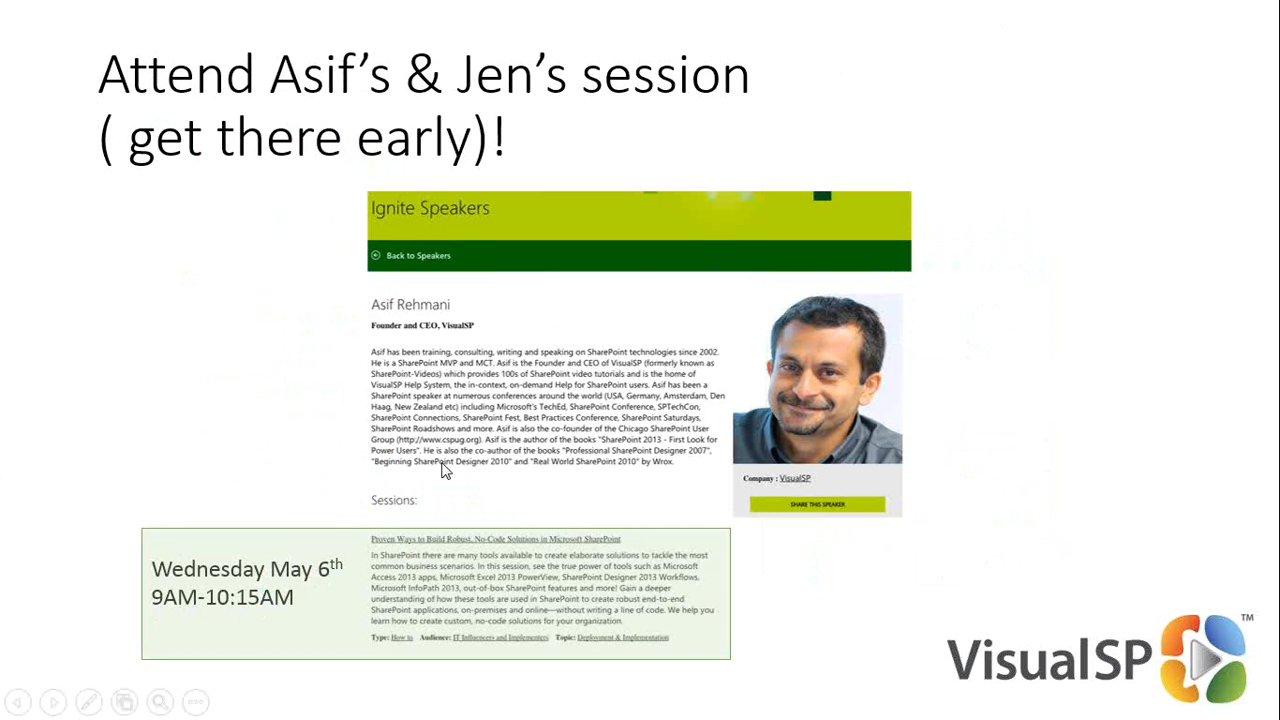 Attend Asif's & Jen's session
( get there early)!
Ignite Speakers
Back to Speakers
Asif Rehmani
Founder and CEO, VisualSP
Asif has been training, consulting, writing and speaking on SharePoint technologies since 2002.
He is a SharePoint MVP and MCT. Asif is the Founder and CEO of VisualSP (formerly known as
SharePoint-Videos) which provides 100s of SharePoint video tutorials and is the home of
VisualSP Help System, the in-context, on-demand Help for SharePoint users. Asif has been a
SharePoint speaker at numerous conferences around the world (USA, Germany, Amsterdam, Den
Haag, New Zealand etc) including Microsoft's TechEd, SharePoint Conference, SPTechCon,
SharePoint Connections, SharePoint Fest, Best Practices Conference, SharePoint Saturdays,
SharePoint Roadshows and more. Asif is also the co-founder of the Chicago SharePoint User
Group (http://www.cspug.org). Asif is the author of the books "SharePoint 2013 - First Look for
Power Users". He is also the co-author of the books "Professional SharePoint Designer 2007",
"Beginning SharePoint Designer 2010" and "Real World SharePoint 2010" by Wrox.
Company : VisualSP
SHARE THIS SPEAKER
Sessions:
Wednesday May 6th
9AM-10:15AM
Proven Ways to Build Robust, No-Code Solutions in Microsoft SharePoint
In SharePoint there are many tools available to create elaborate solutions to tackle the most
common business scenarios. In this session, see the true power of tools such as Microsoft
Access 2013 apps, Microsoft Excel 2013 PowerView, SharePoint Designer 2013 Workflows,
Microsoft InfoPath 2013, out-of-box SharePoint features and more! Gain a deeper
understanding of how these tools are used in SharePoint to create robust end-to-end
SharePoint applications, on-premises and online—without writing a line of code. We help you
learn how to create custom, no-code solutions for your organization.
Type: How to Audience: IT Influencers and Implementers Topic: Deployment & Implementation
VisualSP TM